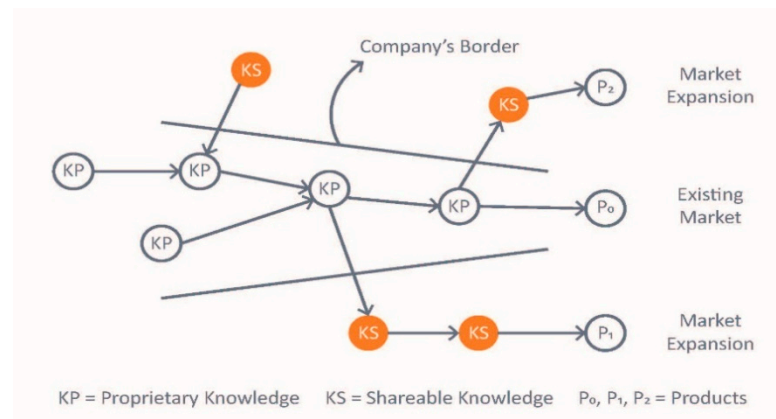 Company's Border
KS
Market
Expansion
P₂
KS
KP
KP
KP
KP
P₀
Existing
Market
KP
KS
KS
P₁
Market
Expansion
KP = Proprietary Knowledge KS = Shareable Knowledge P₀, P₁, P₂ = Products